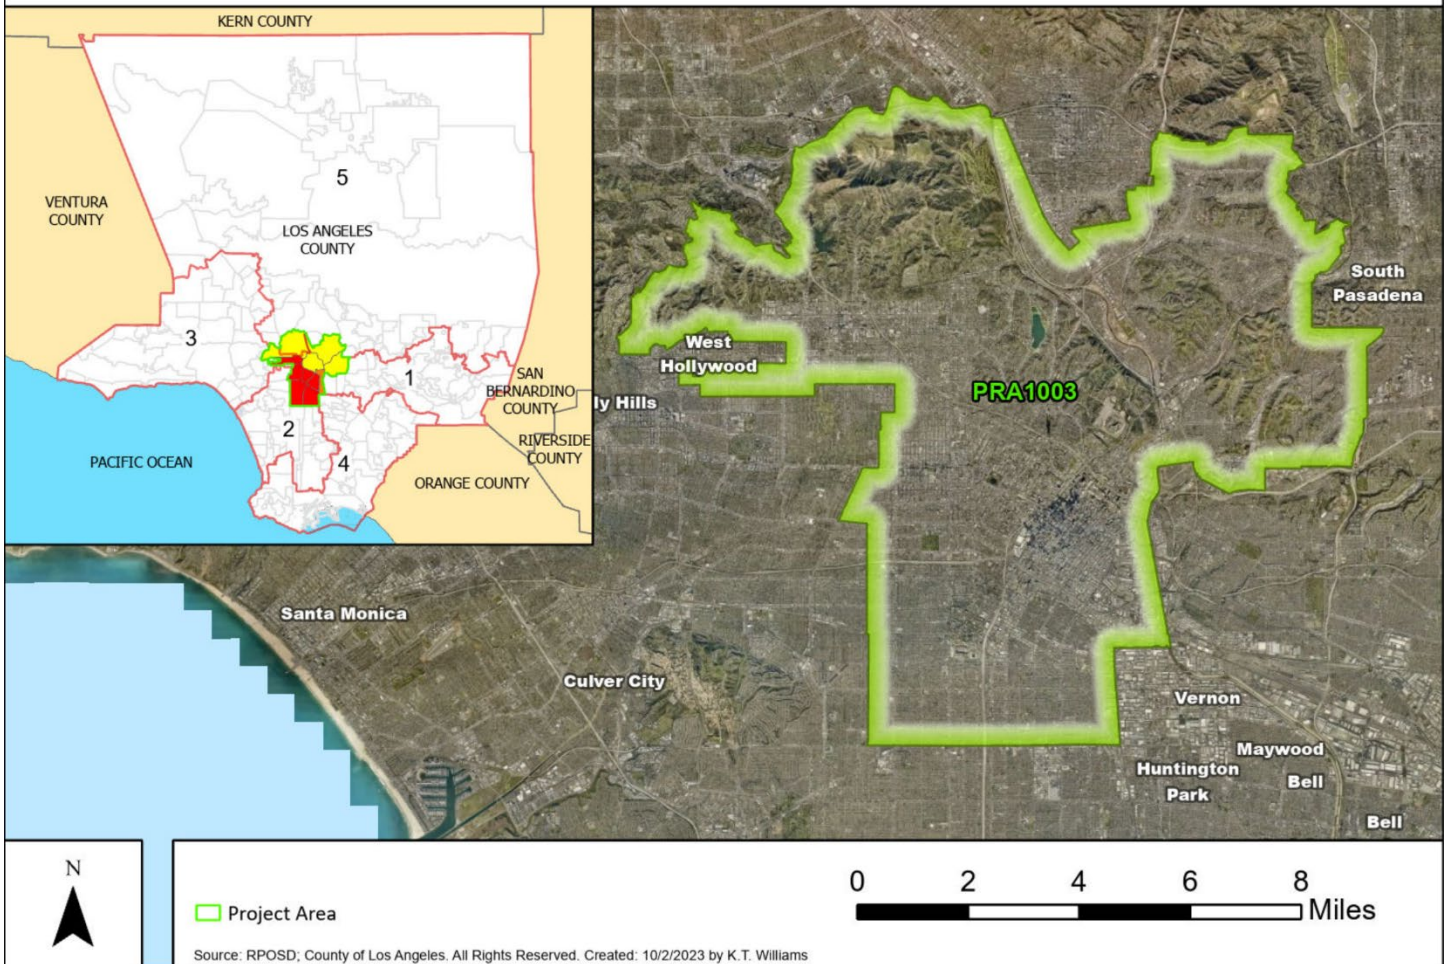 KERN COUNTY
5
VENTURA
COUNTY
LOS ANGELES
COUNTY
3
1
SAN
BERNARDINO
COUNTY
2
RIVERSIDE
COUNTY
4
PACIFIC OCEAN
ORANGE COUNTY
South
Pasadena
West
Hollywood
PRA1003
ly Hills
Santa Monica
Culver City
Vernon
Maywood
Huntington
Park
Bell
Bell
N
Project Area
0 2 4 6 8
Miles
Source: RPOSD; County of Los Angeles. All Rights Reserved. Created: 10/2/2023 by K.T. Williams